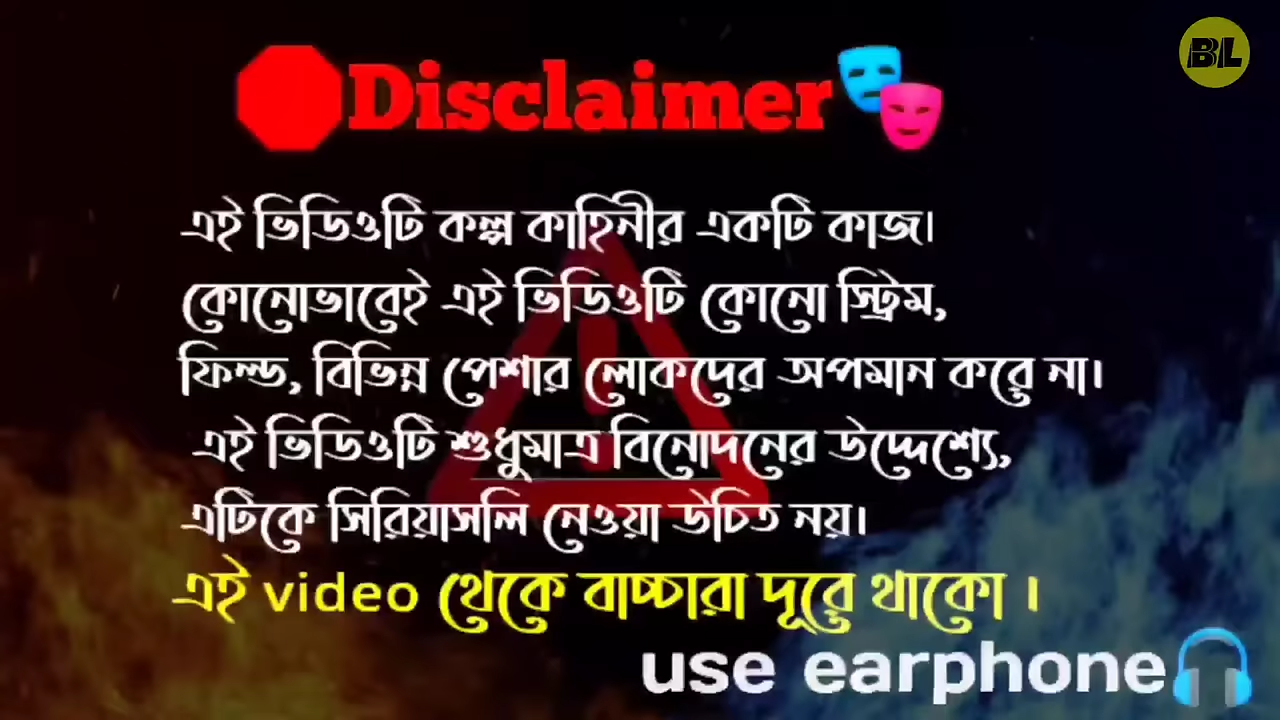 BL
Disclaimer
এই ভিডিওটি কল্প কাহিনীর একটি কাজ।
কোনোভাবেই এই ভিডিওটি কোনো স্ট্রিম,
ফিল্ড, বিভিন্ন পেশার লোকদের অপমান করে না।
এই ভিডিওটি শুধুমাত্র বিনোদনের উদ্দেশ্যে,
এটিকে সিরিয়াসলি নেওয়া উচিত নয়।
এই video থেকে বাচ্চারা দূরে থাকো ।
use earphone